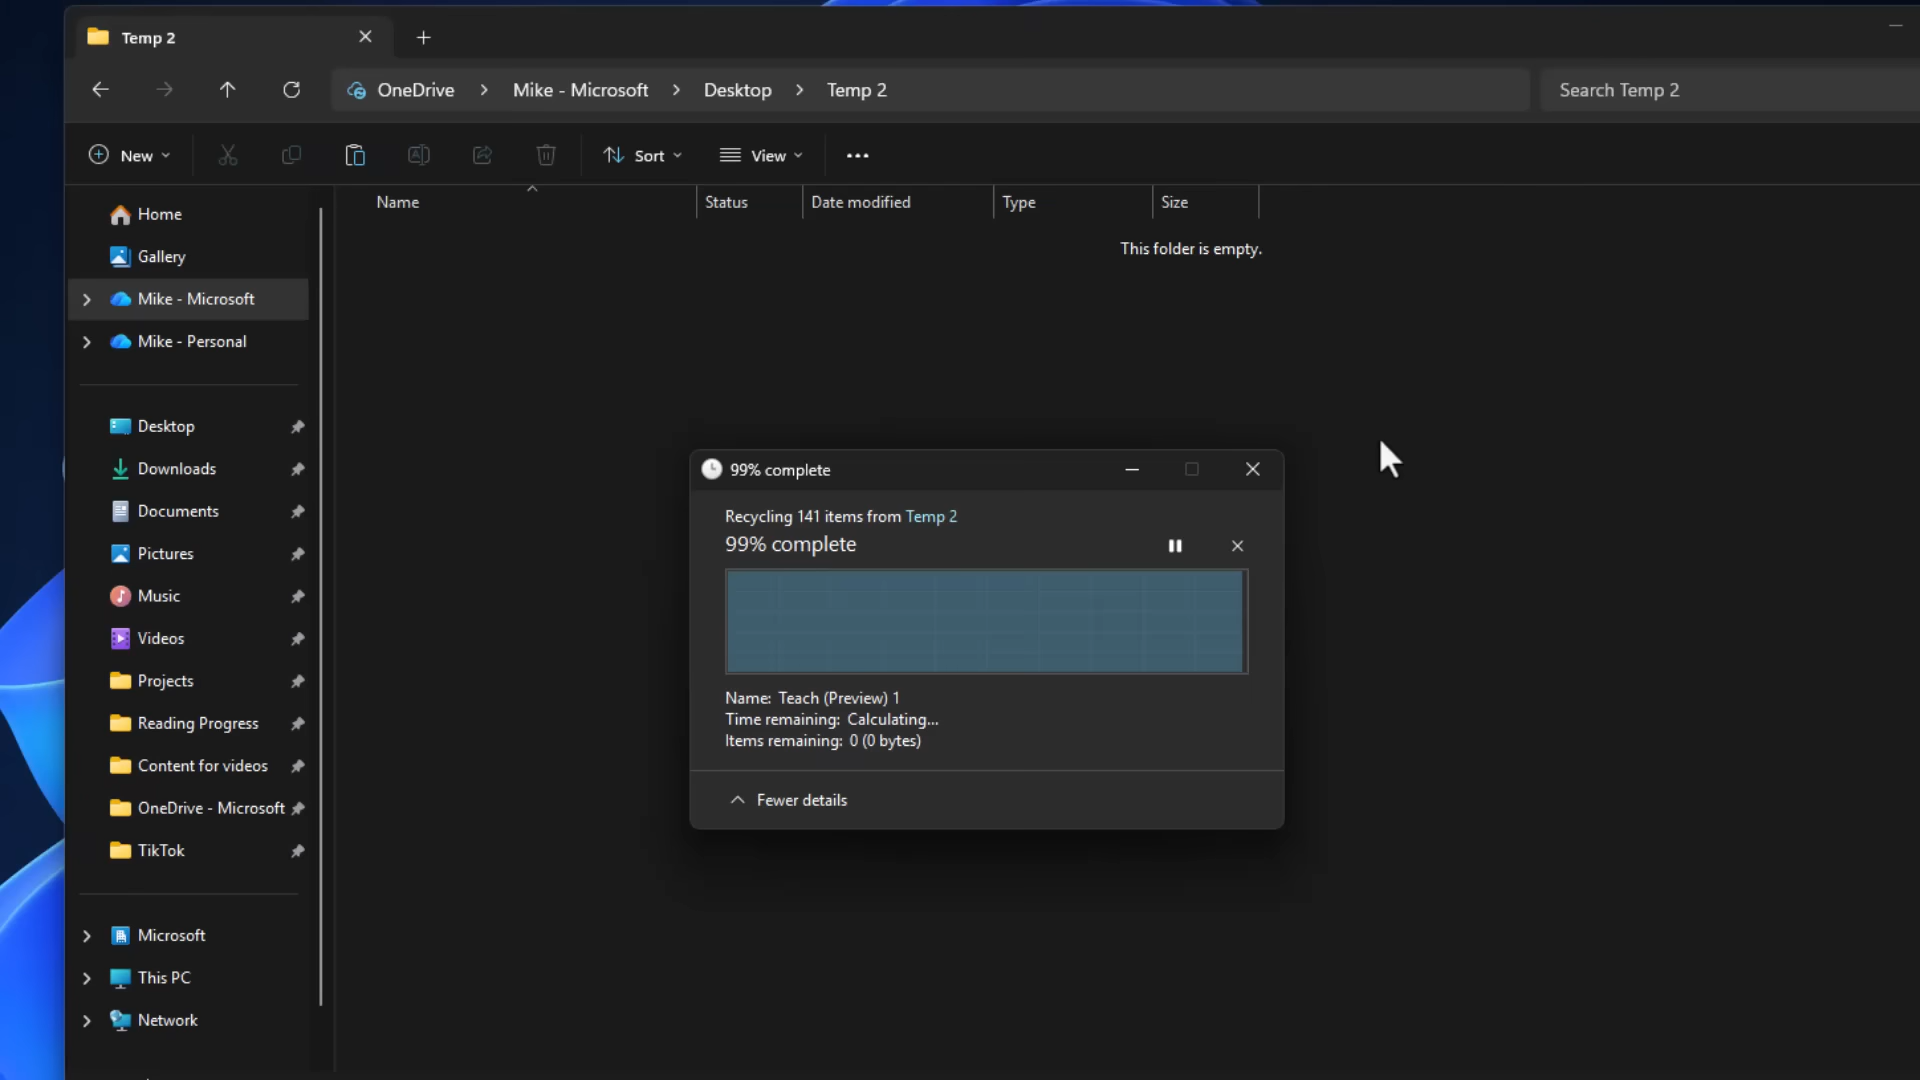 Temp 2
OneDrive > Mike - Microsoft > Desktop > Temp 2
Search Temp 2
New
Sort
View
Name
Status
Date modified
Type
Size
This folder is empty.
Home
Gallery
Mike - Microsoft
Mike - Personal
Desktop
Downloads
Documents
Pictures
Music
Videos
Projects
Reading Progress
Content for videos
OneDrive - Microsoft
TikTok
Microsoft
This PC
Network
99% complete
Recycling 141 items from Temp 2
99% complete
Name: Teach (Preview) 1
Time remaining: Calculating...
Items remaining: 0 (0 bytes)
Fewer details